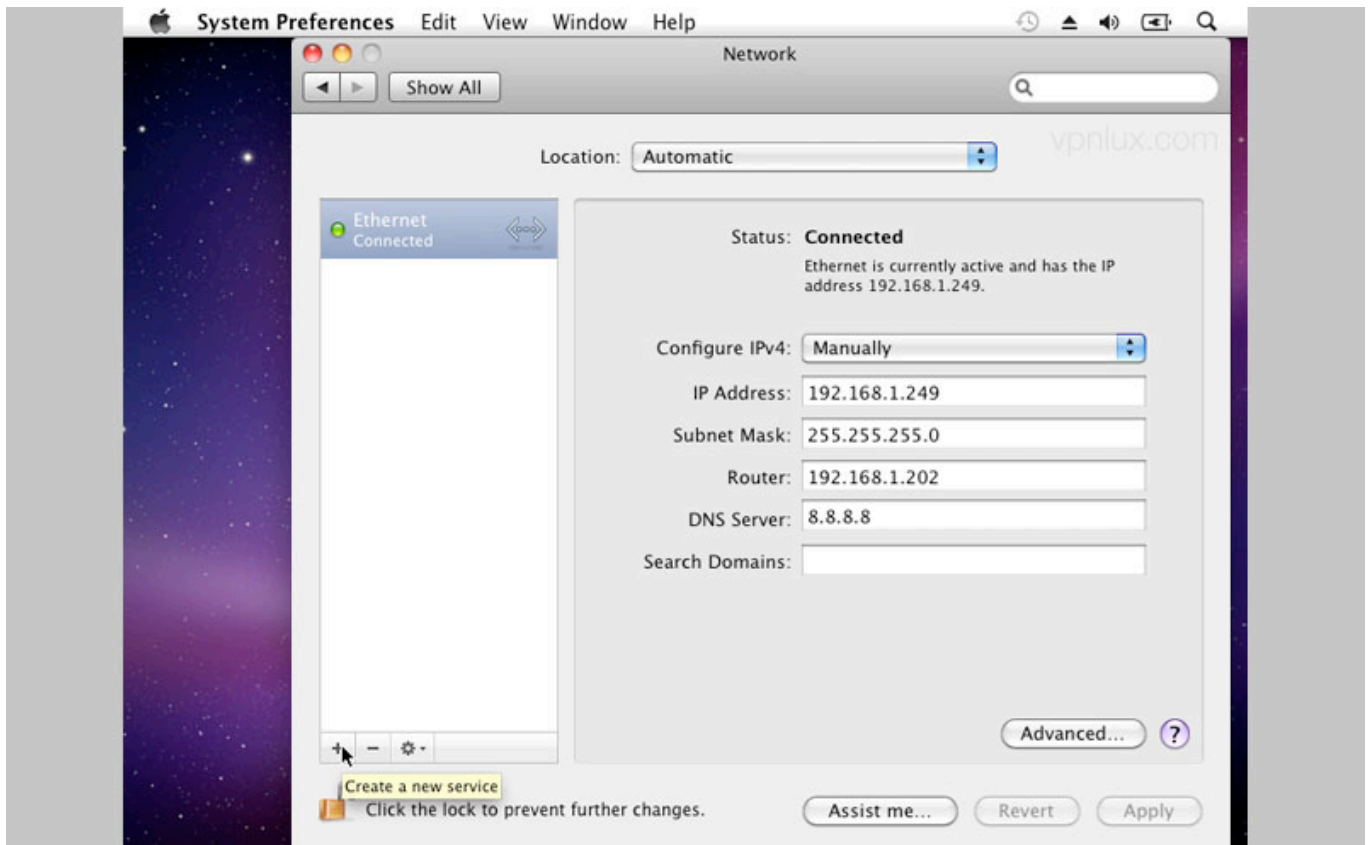 System Preferences Edit View Window Help
Network
Show All
vpnlux.com
Location: Automatic
Ethernet
Connected
Status: Connected
Ethernet is currently active and has the IP
address 192.168.1.249.
Configure IPv4: Manually
IP Address: 192.168.1.249
Subnet Mask: 255.255.255.0
Router: 192.168.1.202
DNS Server: 8.8.8.8
Search Domains:
Advanced... ?
Create a new service
Click the lock to prevent further changes.
Assist me... Revert Apply